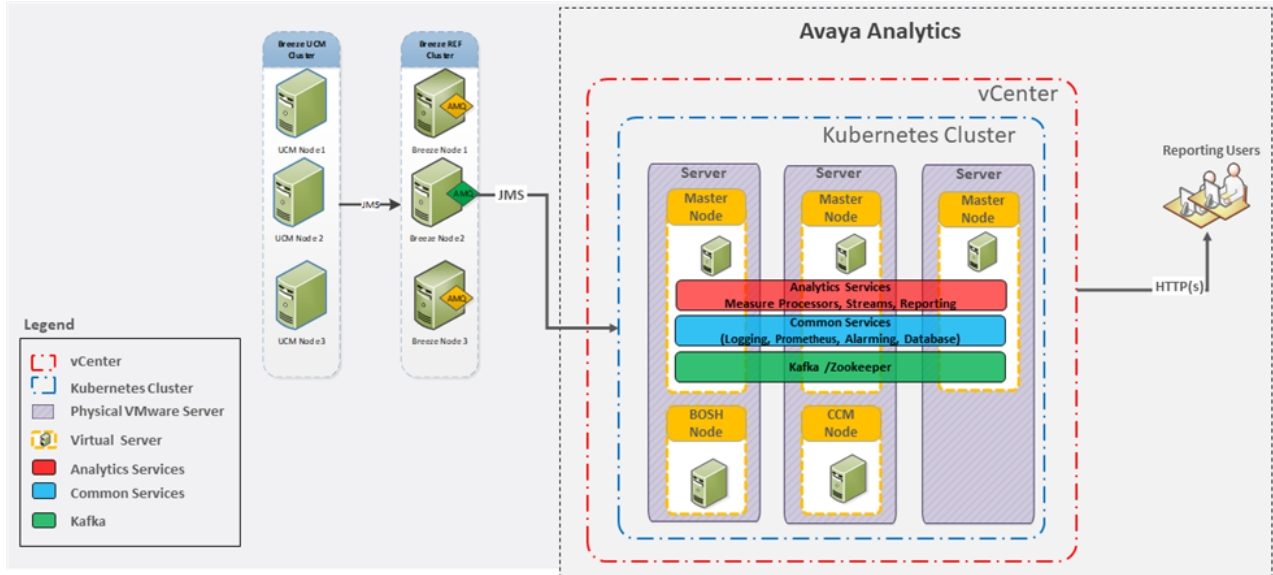 Avaya Analytics
Breeze UCM
Cluster
UCM Node 1
UCM Node 2
UCM Node 3
JMS
Breeze REF
Cluster
AMQ
Breeze Node 1
AMQ
Breeze Node2
AMQ
Breeze Node 3
JMS
vCenter
Kubernetes Cluster
Server
Master
Node
Server
Master
Node
Server
Master
Node
Analytics Services
Measure Processors, Streams, Reporting
Common Services
(Logging, Prometheus, Alarming, Database)
Kafka /Zookeeper
BOSH
Node
CCM
Node
Reporting Users
HTTP(s)
Legend
vCenter
Kubernetes Cluster
Physical VMware Server
Virtual Server
Analytics Services
Common Services
Kafka